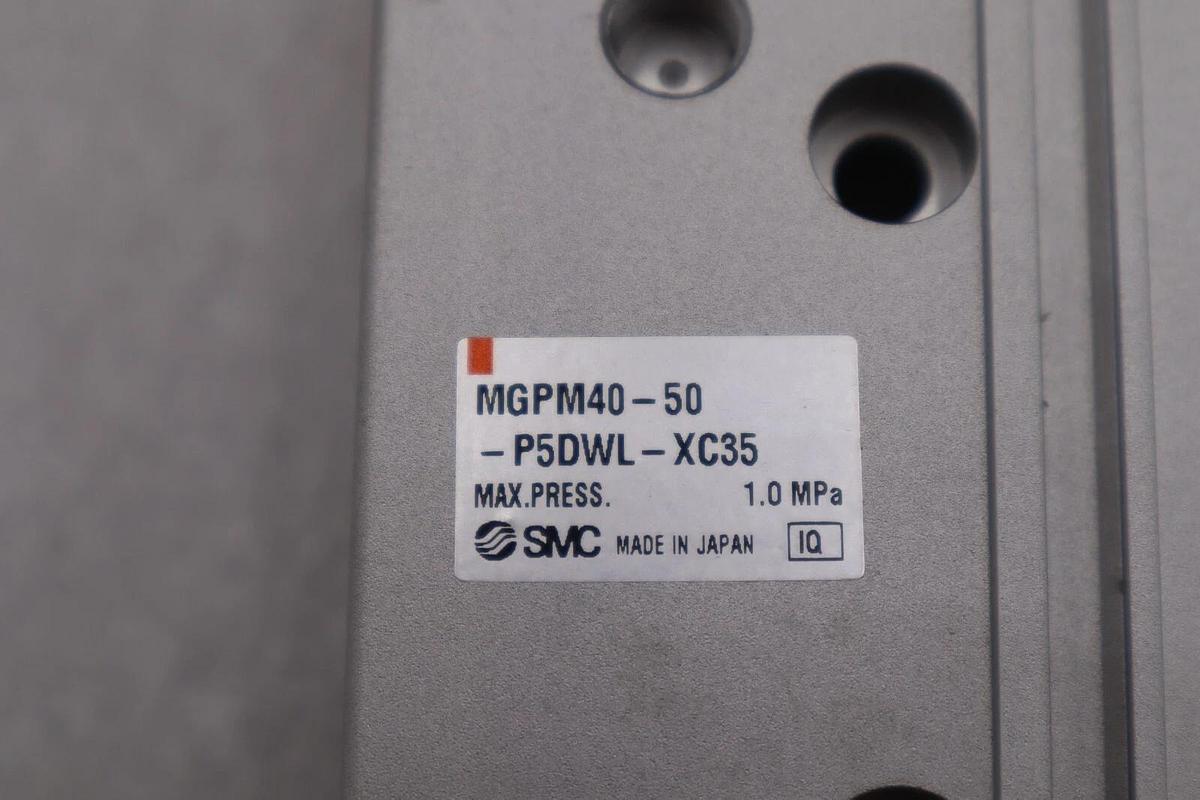 MGPM40-50
-P5DWL-XC35
MAX.PRESS. 1.0 MPa
SMC MADE IN JAPAN IQ